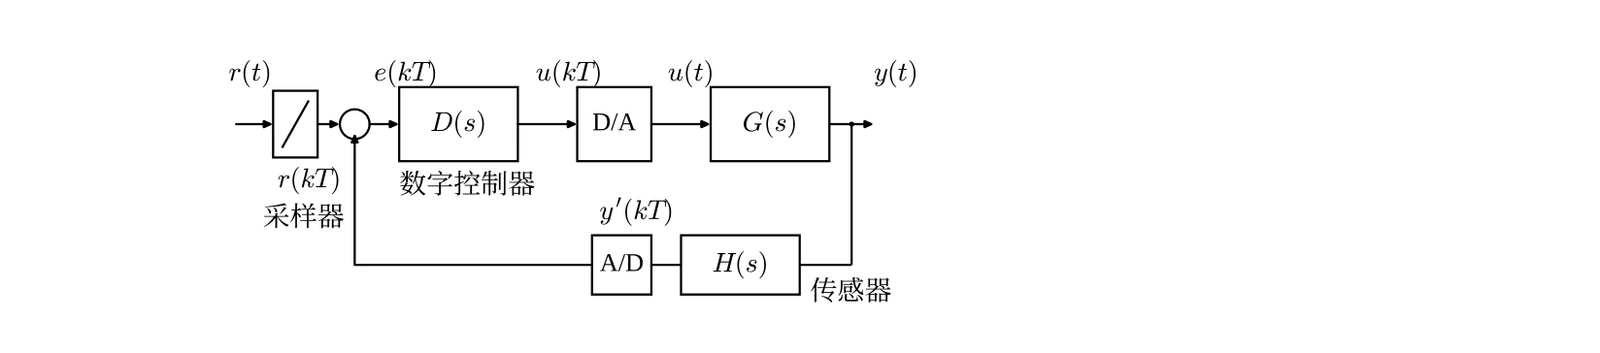 r(t)
e(kT)
u(kT)
u(t)
y(t)
D(s)
D/A
G(s)
r(kT)
数字控制器
采样器
y′(kT)
A/D
H(s)
传感器